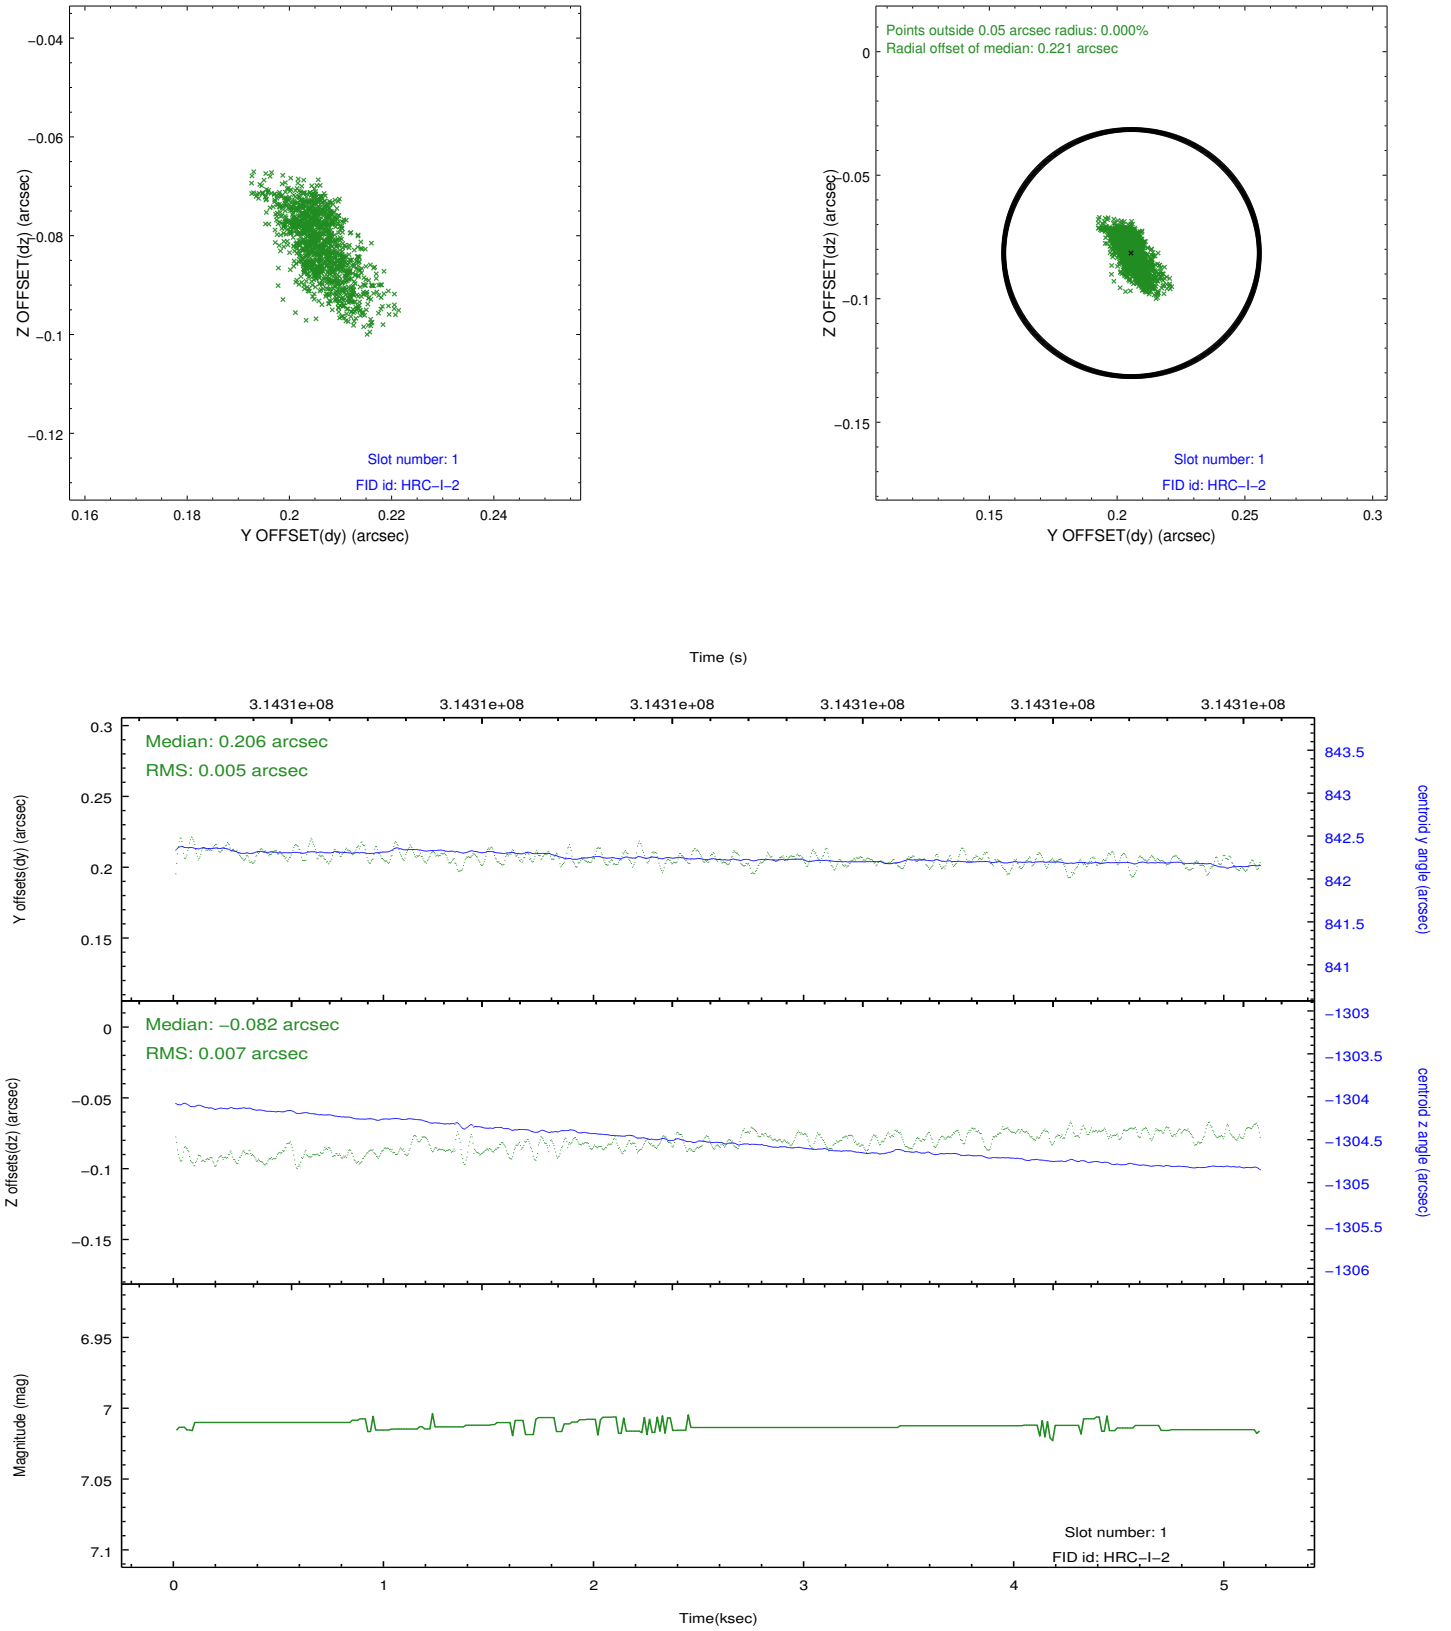 −0.04
−0.06
−0.08
−0.1
−0.12
Z OFFSET(dz) (arcsec)
Slot number: 1
FID id: HRC−I−2
0.16 0.18 0.2 0.22 0.24
Y OFFSET(dy) (arcsec)
Points outside 0.05 arcsec radius: 0.000%
Radial offset of median: 0.221 arcsec
0
−0.05
−0.1
−0.15
Z OFFSET(dz) (arcsec)
Slot number: 1
FID id: HRC−I−2
0.15 0.2 0.25 0.3
Y OFFSET(dy) (arcsec)
Time (s)
3.1431e+08 3.1431e+08 3.1431e+08 3.1431e+08 3.1431e+08 3.1431e+08
Median: 0.206 arcsec
RMS: 0.005 arcsec
0.3
0.25
0.2
0.15
Y offsets(dy) (arcsec)
843.5
843
842.5
842
841.5
841
centroid y angle (arcsec)
Median: −0.082 arcsec
RMS: 0.007 arcsec
0
−0.05
−0.1
−0.15
Z offsets(dz) (arcsec)
−1303
−1303.5
−1304
−1304.5
−1305
−1305.5
−1306
centroid z angle (arcsec)
6.95
7
7.05
7.1
Magnitude (mag)
Slot number: 1
FID id: HRC−I−2
0 1 2 3 4 5
Time(ksec)